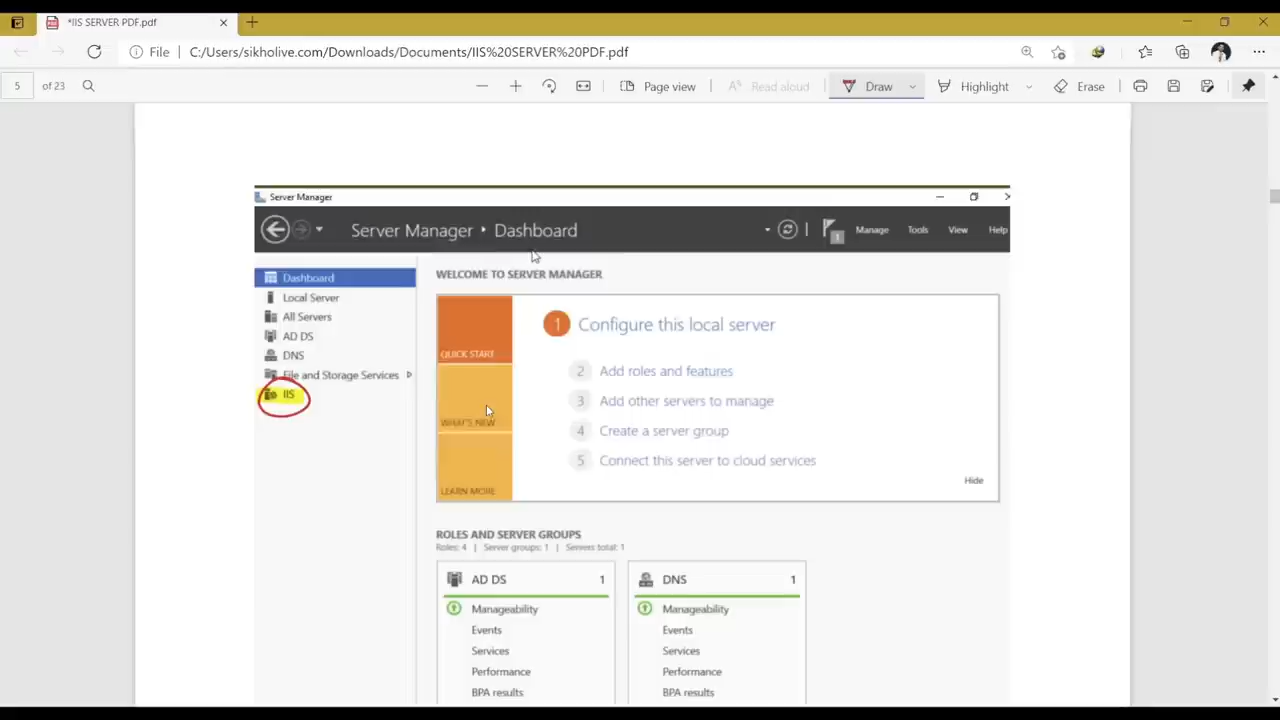 *IIS SERVER PDF.pdf
File | C:/Users/sikholive.com/Downloads/Documents/IIS%20SERVER%20PDF.pdf
5 of 23 Page view Read aloud Draw Highlight Erase
Server Manager
Server Manager Dashboard 1 Manage Tools View Help
Dashboard
Local Server
All Servers
AD DS
DNS
File and Storage Services
IIS
WELCOME TO SERVER MANAGER
QUICK START
WHAT'S NEW
LEARN MORE
1 Configure this local server
2 Add roles and features
3 Add other servers to manage
4 Create a server group
5 Connect this server to cloud services
Hide
ROLES AND SERVER GROUPS
Roles: 4 | Server groups: 1 | Servers total: 1
AD DS 1
Manageability
Events
Services
Performance
BPA results
DNS 1
Manageability
Events
Services
Performance
BPA results